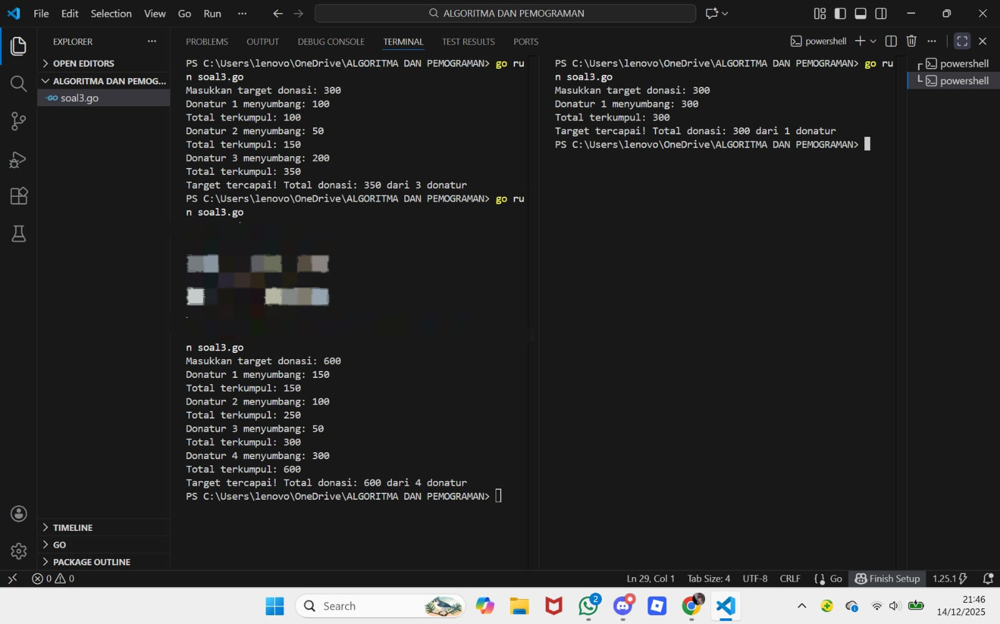 File Edit Selection View Go Run ··· ALGORITMA DAN PEMOGRAMAN
EXPLORER ···
OPEN EDITORS
ALGORITMA DAN PEMOG...
GO soal3.go
TIMELINE
GO
PACKAGE OUTLINE
PROBLEMS OUTPUT DEBUG CONSOLE TERMINAL TEST RESULTS PORTS
powershell
PS C:\Users\lenovo\OneDrive\ALGORITMA DAN PEMOGRAMAN> go ru
n soal3.go
Masukkan target donasi: 300
Donatur 1 menyumbang: 100
Total terkumpul: 100
Donatur 2 menyumbang: 50
Total terkumpul: 150
Donatur 3 menyumbang: 200
Total terkumpul: 350
Target tercapai! Total donasi: 350 dari 3 donatur
PS C:\Users\lenovo\OneDrive\ALGORITMA DAN PEMOGRAMAN> go ru
n soal3.go
n soal3.go
Masukkan target donasi: 600
Donatur 1 menyumbang: 150
Total terkumpul: 150
Donatur 2 menyumbang: 100
Total terkumpul: 250
Donatur 3 menyumbang: 50
Total terkumpul: 300
Donatur 4 menyumbang: 300
Total terkumpul: 600
Target tercapai! Total donasi: 600 dari 4 donatur
PS C:\Users\lenovo\OneDrive\ALGORITMA DAN PEMOGRAMAN>
PS C:\Users\lenovo\OneDrive\ALGORITMA DAN PEMOGRAMAN> go ru
n soal3.go
Masukkan target donasi: 300
Donatur 1 menyumbang: 300
Total terkumpul: 300
Target tercapai! Total donasi: 300 dari 1 donatur
PS C:\Users\lenovo\OneDrive\ALGORITMA DAN PEMOGRAMAN>
powershell
powershell
0 0 Ln 29, Col 1 Tab Size: 4 UTF-8 CRLF {} Go Finish Setup 1.25.1
Search 2 21:46
14/12/2025